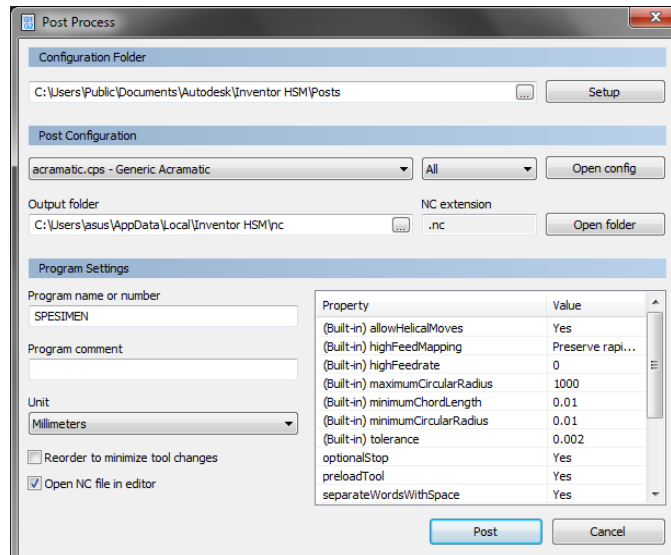 Post Process
Configuration Folder
C:\Users\Public\Documents\Autodesk\Inventor HSM\Posts
...
Setup
Post Configuration
acramatic.cps - Generic Acramatic
All
Open config
Output folder
NC extension
C:\Users\asus\AppData\Local\Inventor HSM\nc
...
.nc
Open folder
Program Settings
Program name or number
SPESIMEN
Program comment
Unit
Millimeters
Reorder to minimize tool changes
Open NC file in editor
Property Value
(Built-in) allowHelicalMoves Yes
(Built-in) highFeedMapping Preserve rapi...
(Built-in) highFeedrate 0
(Built-in) maximumCircularRadius 1000
(Built-in) minimumChordLength 0.01
(Built-in) minimumCircularRadius 0.01
(Built-in) tolerance 0.002
optionalStop Yes
preloadTool Yes
separateWordsWithSpace Yes
Post
Cancel